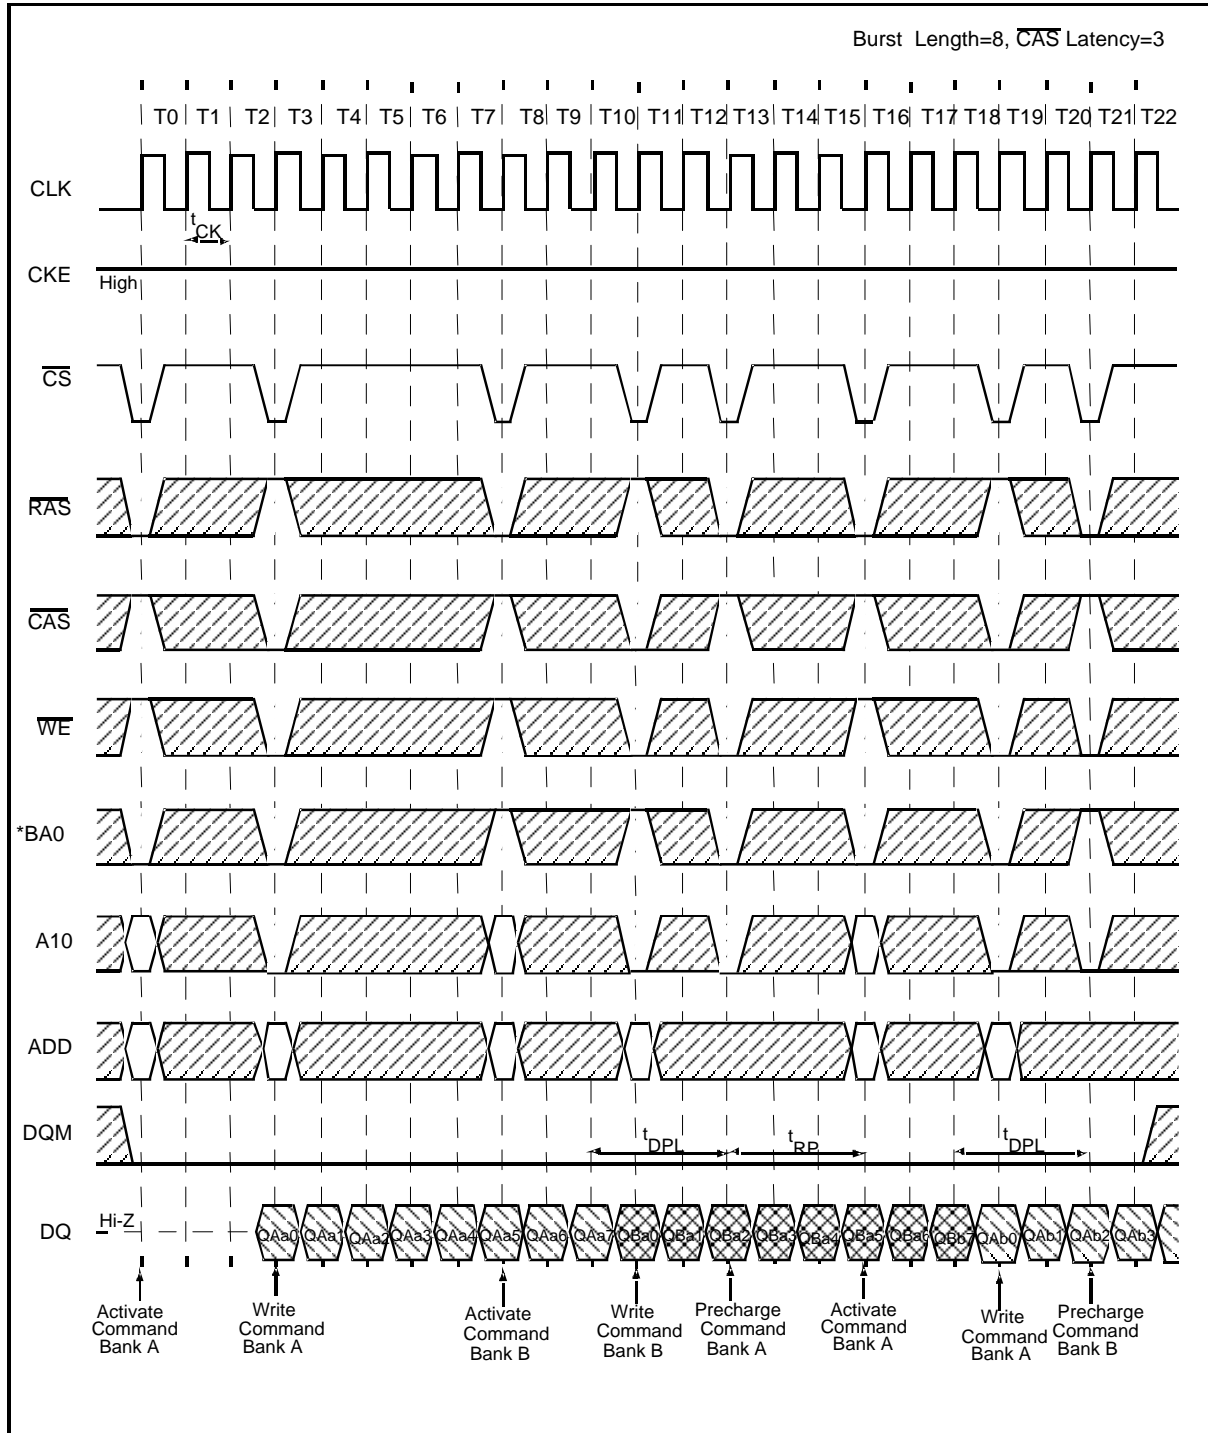 Burst Length=8, CAS Latency=3
T0 T1 T2 T3 T4 T5 T6 T7 T8 T9 T10 T11 T12 T13 T14 T15 T16 T17 T18 T19 T20 T21 T22
CLK
tCK
CKE
High
CS
RAS
CAS
WE
*BA0
A10
ADD
DQM
tDPL tRP tDPL
DQ
Hi-Z
QAa0 QAa1 QAa2 QAa3 QAa4 QAa5 QAa6 QAa7 QBa0 QBa1 QBa2 QBa3 QBa4 QBa5 QBa6 QBb7 QAb0 QAb1 QAb2 QAb3
Activate
Command
Bank A
Write
Command
Bank A
Activate
Command
Bank B
Write
Command
Bank B
Precharge
Command
Bank A
Activate
Command
Bank A
Write
Command
Bank A
Precharge
Command
Bank B